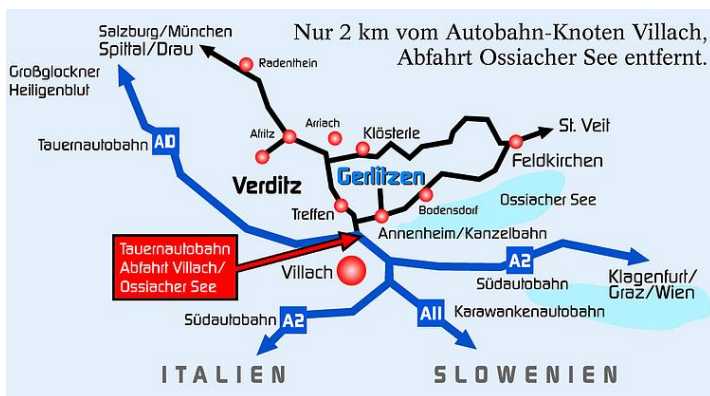 Nur 2 km vom Autobahn-Knoten Villach,
Abfahrt Ossiacher See entfernt.
Salzburg/München
Spittal/Drau
Radenthein
Großglockner
Heiligenblut
Tauernautobahn
AD
Afritz
Arriach
Klösterle
St. Veit
Feldkirchen
Verditz
Gerlitzen
Ossiacher See
Treffen
Bodensdorf
Annenheim/Kanzelbahn
Tauernautobahn
Abfahrt Villach/
Ossiacher See
Villach
A2
Südautobahn
Klagenfurt/
Graz/Wien
Südautobahn
A2
A11
Karawankenautobahn
ITALIEN
SLOWENIEN